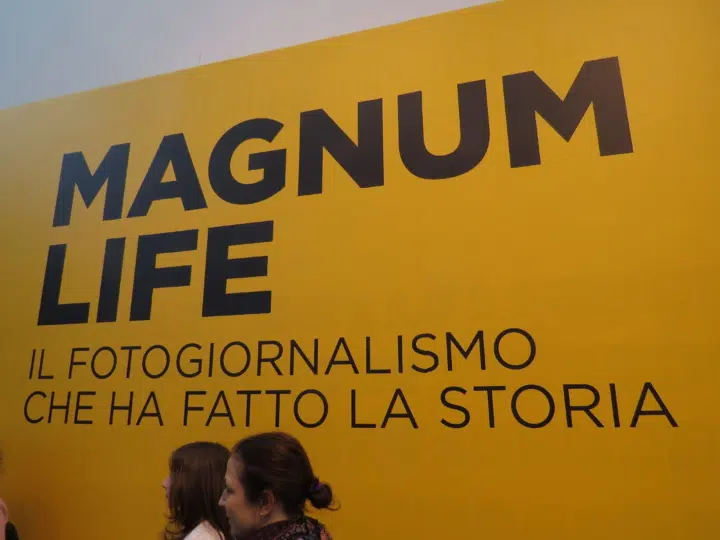 MAGNUM
LIFE
IL FOTOGIORNALISMO
CHE HA FATTO LA STORIA